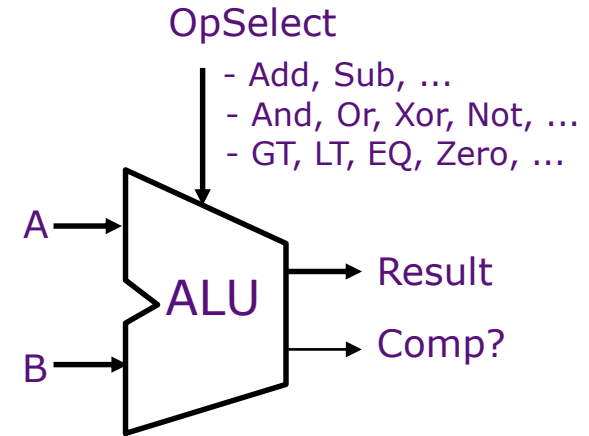 OpSelect
- Add, Sub, ...
- And, Or, Xor, Not, ...
- GT, LT, EQ, Zero, ...
A
ALU
Result
Comp?
B